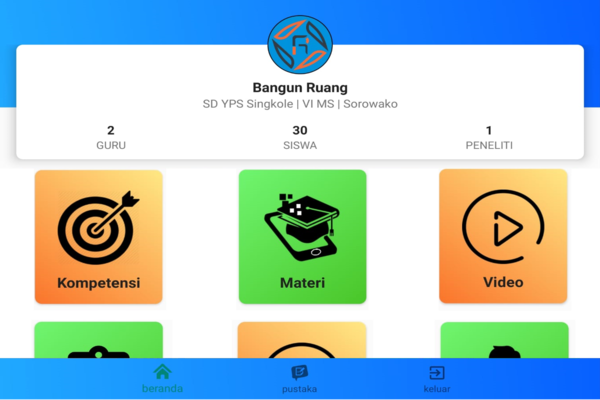 Bangun Ruang
SD YPS Singkole | VI MS | Sorowako
2 30 1
GURU SISWA PENELITI
Kompetensi Materi Video
beranda pustaka keluar